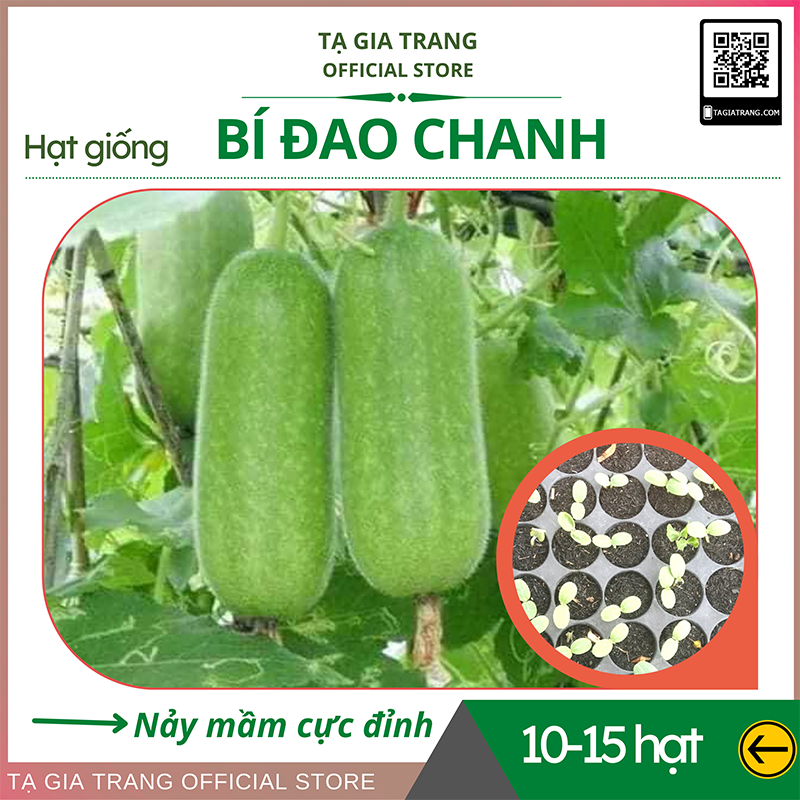 TẠ GIA TRANG
OFFICIAL STORE
TAGIATRANG.COM
Hạt giống BÍ ĐAO CHANH
Nảy mầm cực đỉnh
10-15 hạt
TẠ GIA TRANG OFFICIAL STORE